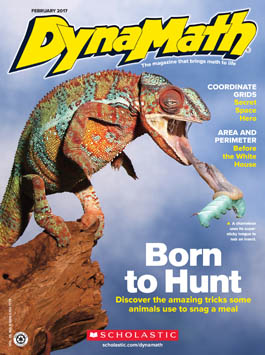 FEBRUARY 2017
DynaMath
The magazine that brings math to life
COORDINATE
GRIDS
Secret
Space
Hero
AREA AND
PERIMETER
Before
the White
House
A chameleon
uses its super-
sticky tongue to
nab an insect.
Born
to Hunt
Discover the amazing tricks some
animals use to snag a meal
SCHOLASTIC
scholastic.com/dynamath